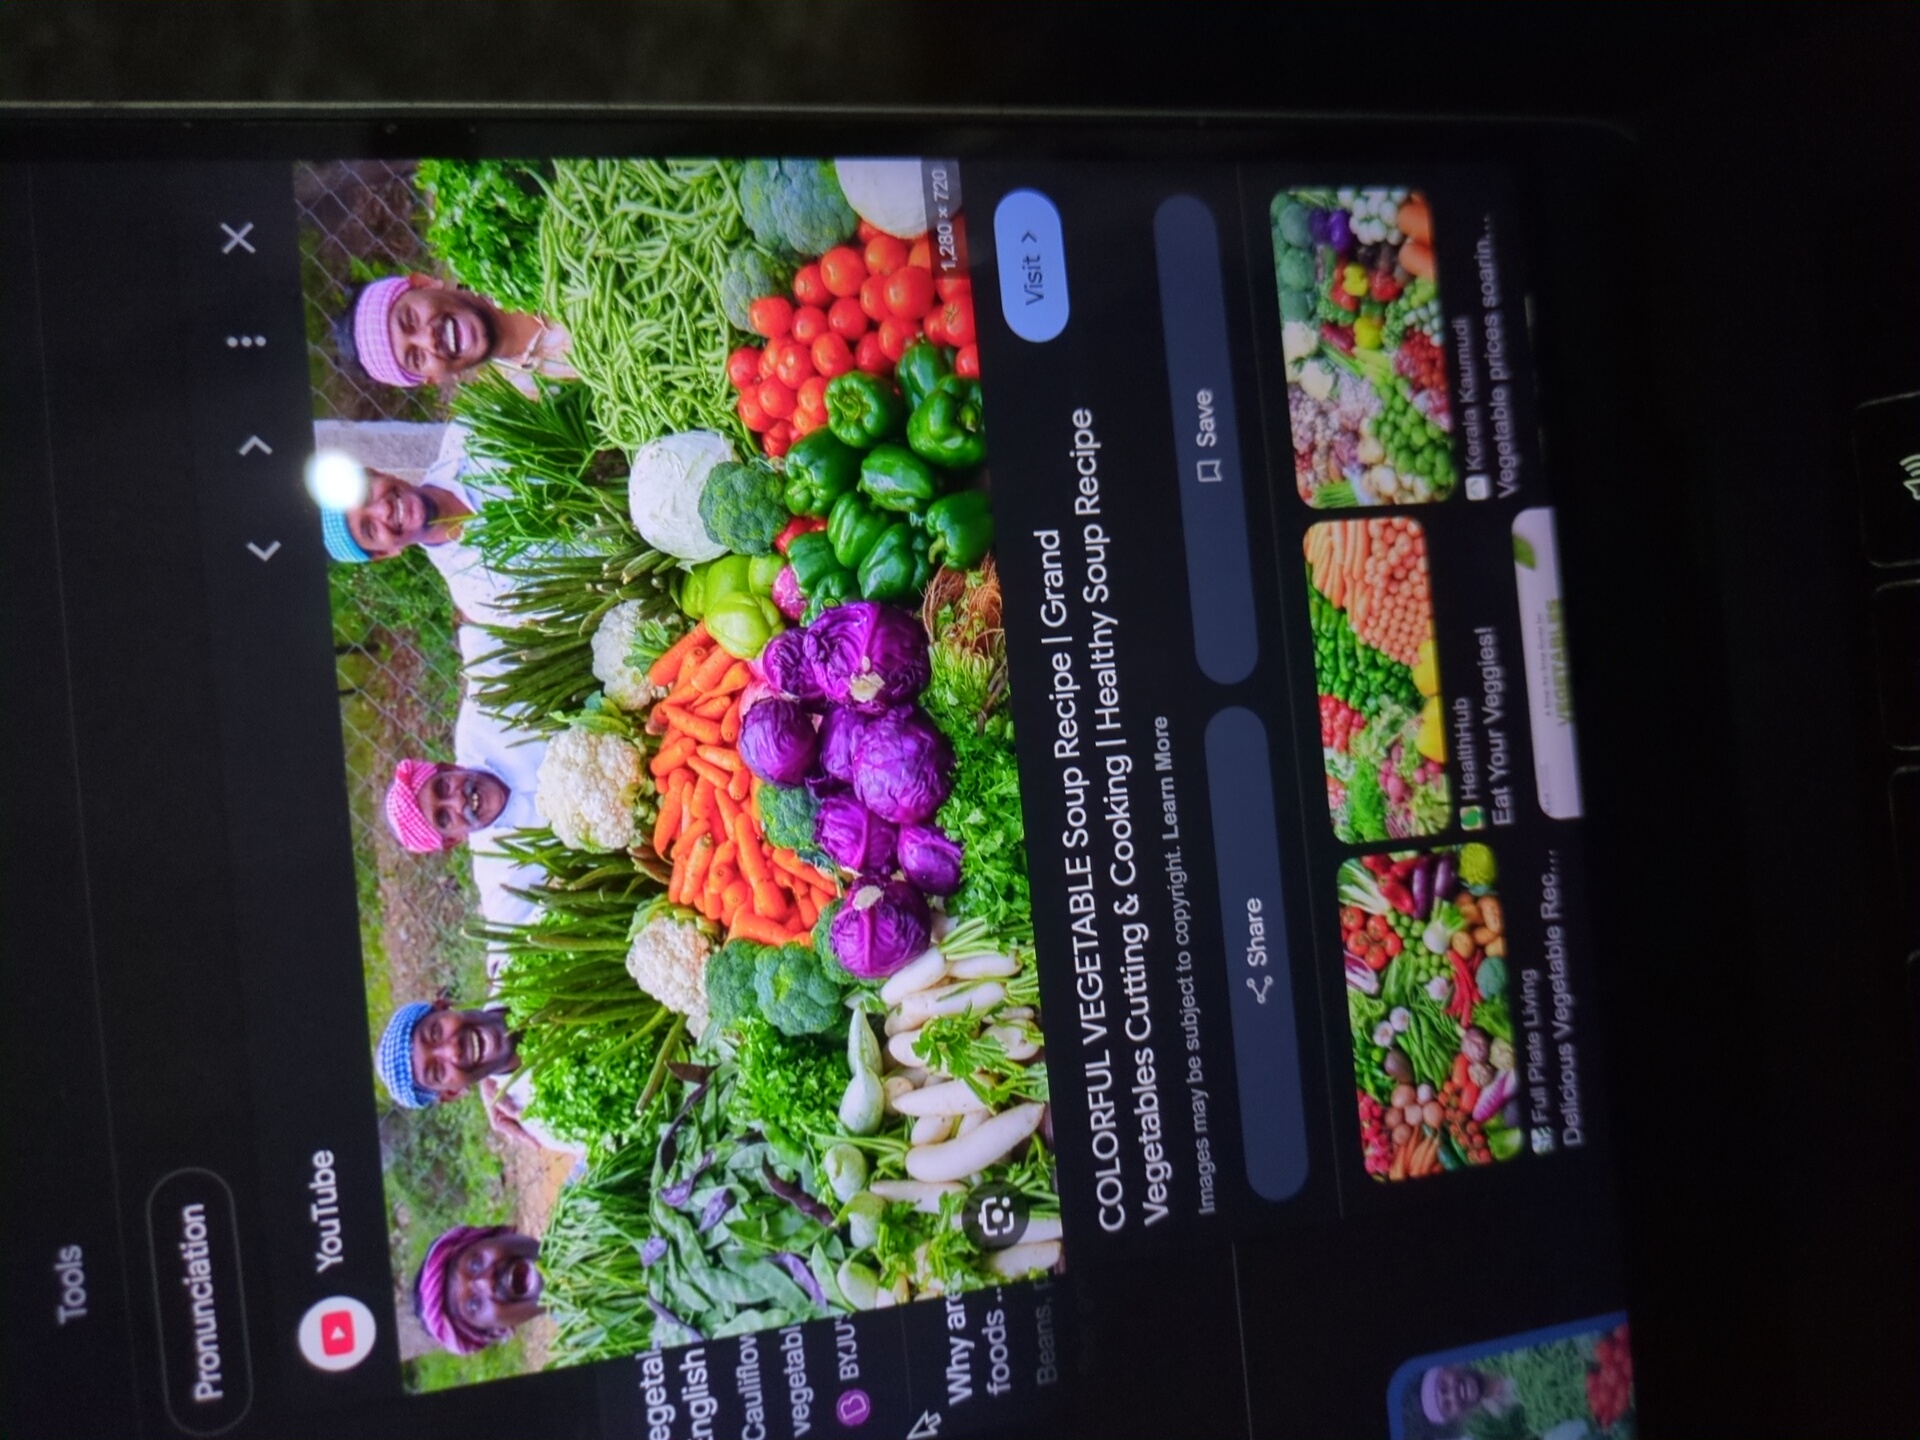 Tools
Pronunciation
YouTube
egetal
English
Cauliflow
vegetabl
BYJU'S
Why are
foods ...
Beans, p
1,280 × 720
COLORFUL VEGETABLE Soup Recipe | Grand
Vegetables Cutting & Cooking | Healthy Soup Recipe
Visit
Images may be subject to copyright. Learn More
Share
Save
Full Plate Living
Delicious Vegetable Rec...
HealthHub
Eat Your Veggies!
Kerala Kaumudi
Vegetable prices soarin...
VEGETABLES